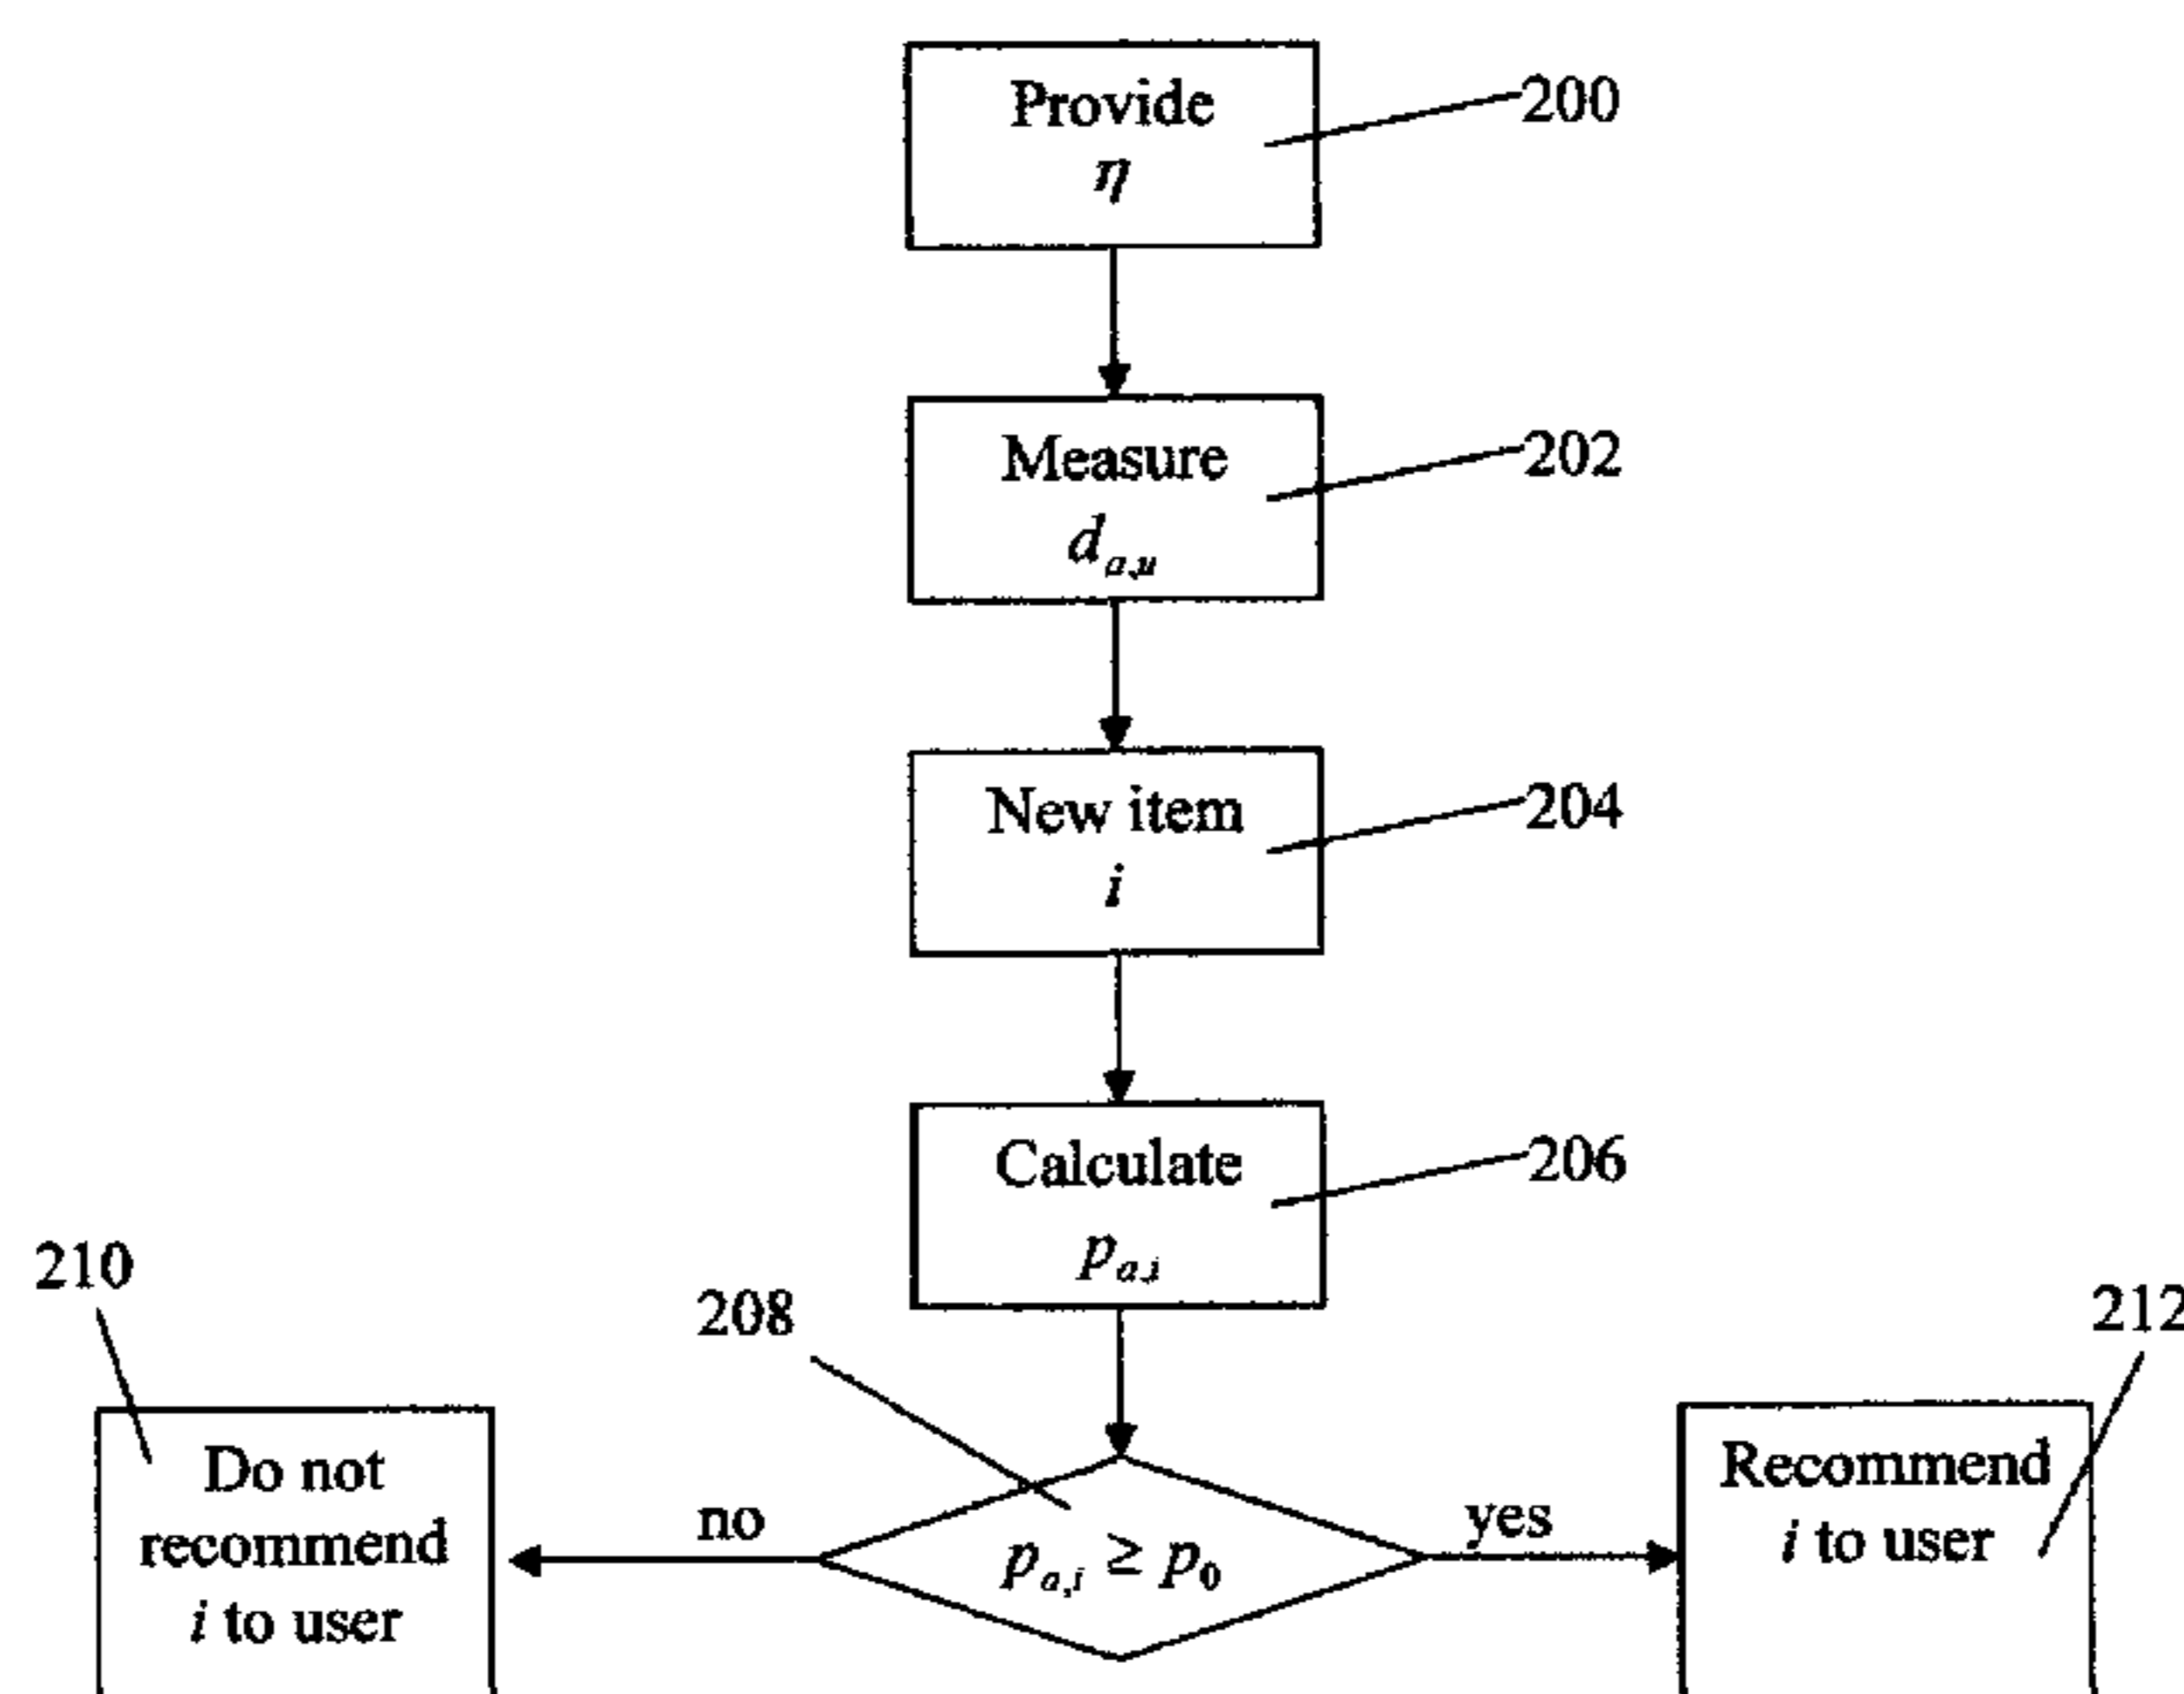 Provide
η
200
Measure
d_{a,u}
202
New item
i
204
Calculate
p_{a,i}
206
210
208
212
Do not
recommend
i to user
no
p_{a,i} ≥ p_0
yes
Recommend
i to user